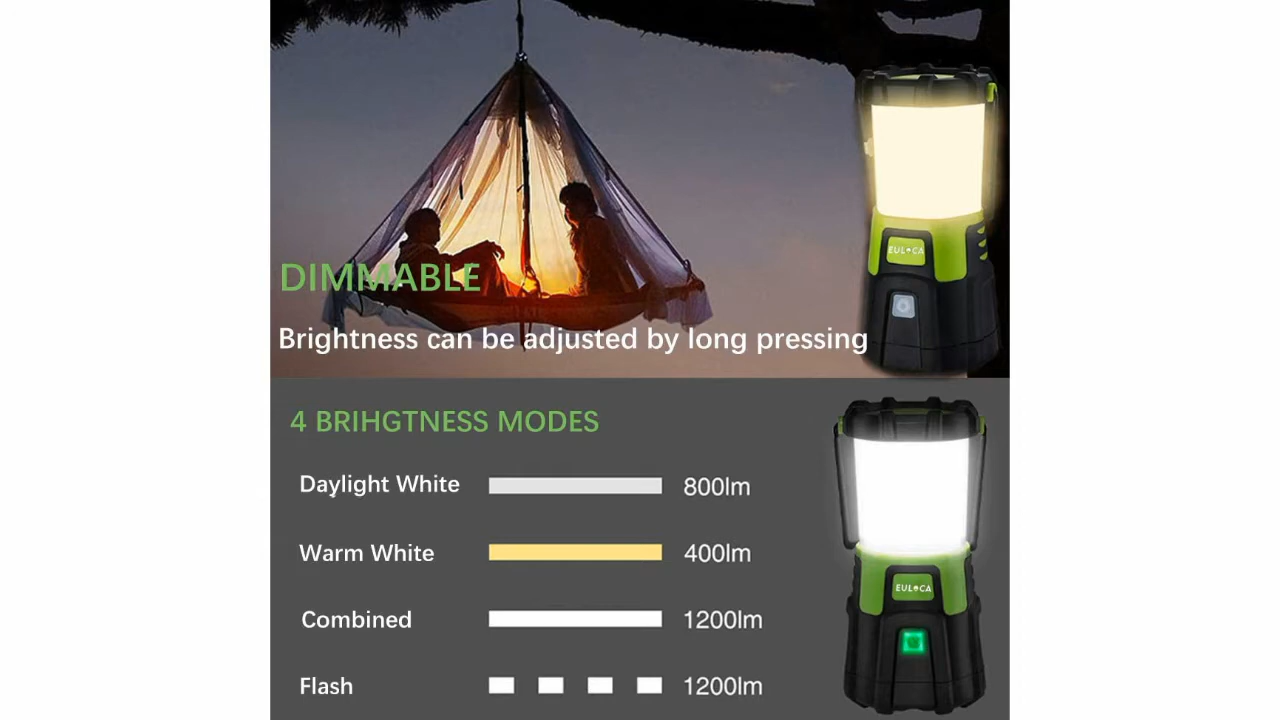 EUL●CA
DIMMABLE
Brightness can be adjusted by long pressing
4 BRIHGTNESS MODES
Daylight White 800lm
Warm White 400lm
EUL●CA
Combined 1200lm
Flash 1200lm